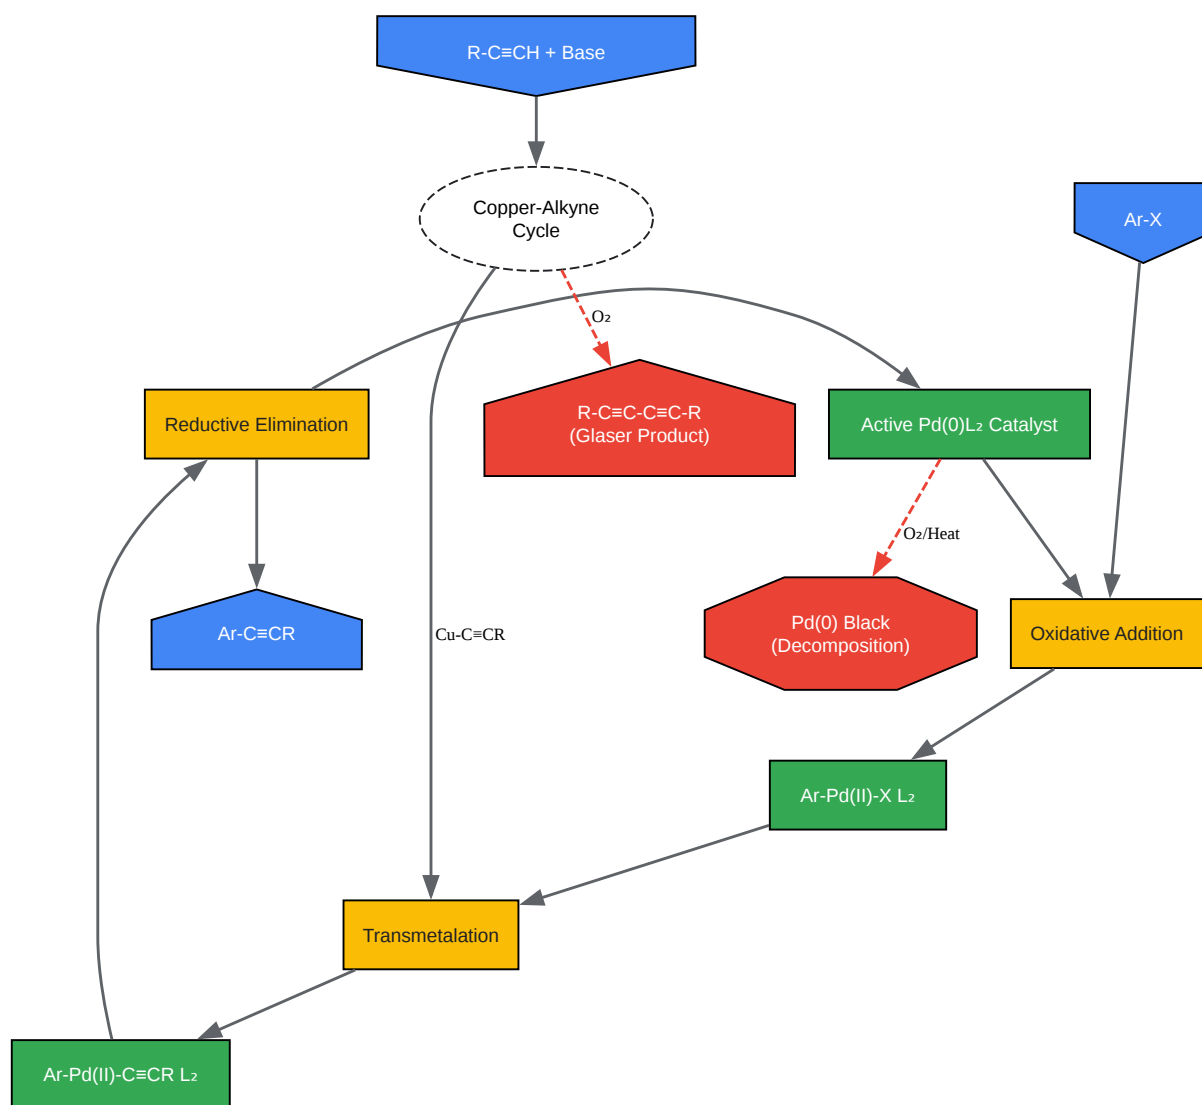 R-C≡CH + Base
Copper-Alkyne
Cycle
Ar-X
O₂
Reductive Elimination
R-C≡C-C≡C-R
(Glaser Product)
Active Pd(0)L₂ Catalyst
O₂/Heat
Ar-C≡CR
Cu-C≡CR
Pd(0) Black
(Decomposition)
Oxidative Addition
Ar-Pd(II)-X L₂
Transmetalation
Ar-Pd(II)-C≡CR L₂